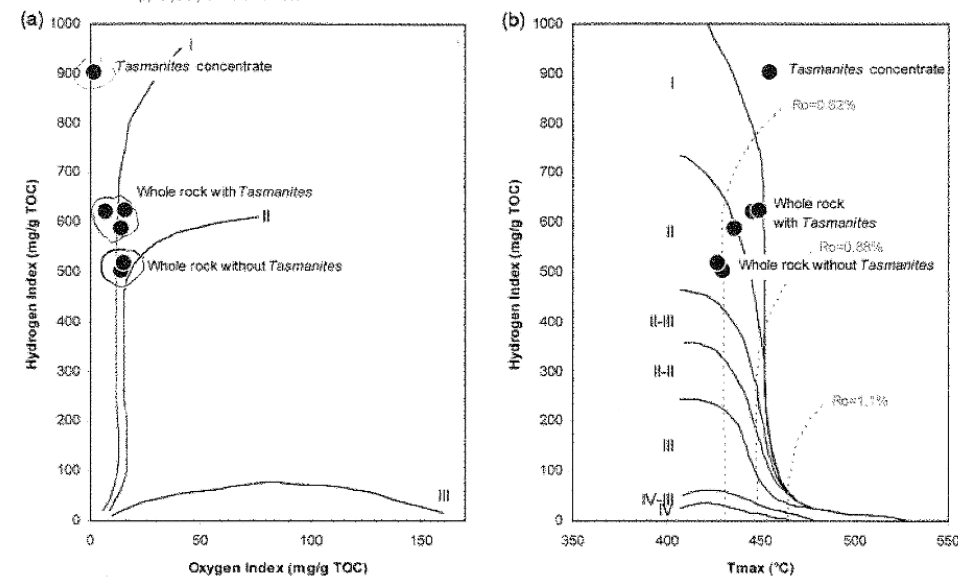 (a)
1000
900
800
700
600
500
400
300
200
100
0
Hydrogen Index (mg/g TOC)
I
Tasmanites concentrate
Whole rock with Tasmanites
II
Whole rock without Tasmanites
III
0
50
100
150
Oxygen Index (mg/g TOC)
(b)
1000
900
800
700
600
500
400
300
200
100
0
Hydrogen Index (mg/g TOC)
Tasmanites concentrate
I
Whole rock
with Tasmanites
II
Ro=0.88%
Whole rock without Tasmanites
II-III
II-II
Ro=1.1%
III
IV-III
IV
350
400
450
500
550
Tmax (°C)